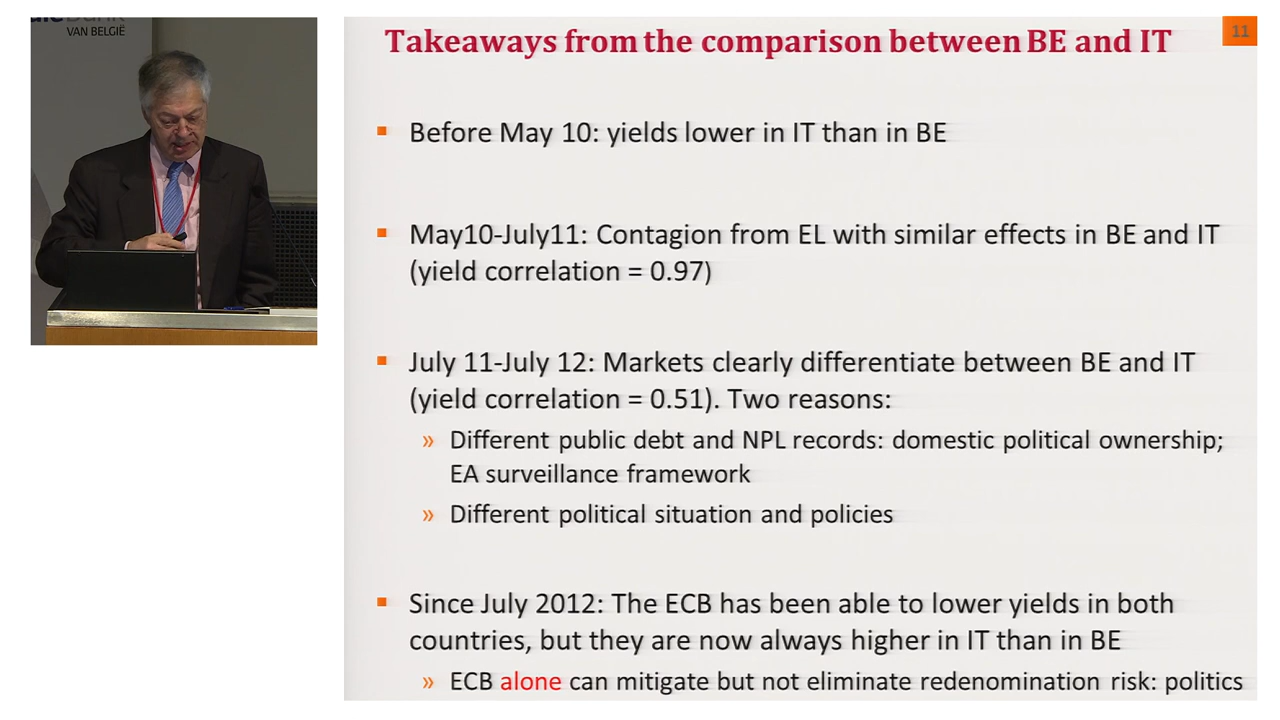 VAN BELGIË
Takeaways from the comparison between BE and IT
11
Before May 10: yields lower in IT than in BE
May10-July11: Contagion from EL with similar effects in BE and IT
(yield correlation = 0.97)
July 11-July 12: Markets clearly differentiate between BE and IT
(yield correlation = 0.51). Two reasons:
» Different public debt and NPL records: domestic political ownership;
EA surveillance framework
» Different political situation and policies
Since July 2012: The ECB has been able to lower yields in both
countries, but they are now always higher in IT than in BE
» ECB alone can mitigate but not eliminate redenomination risk: politics